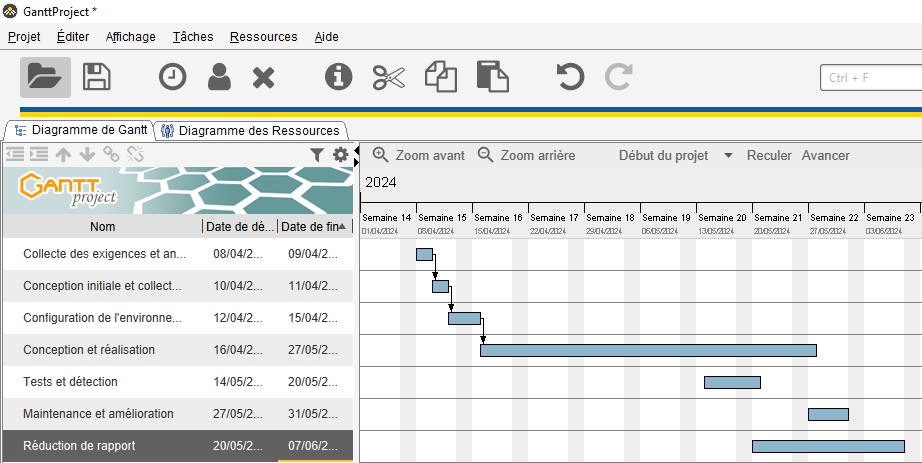 GanttProject *
Projet Éditer Affichage Tâches Ressources Aide
Ctrl + F
Diagramme de Gantt Diagramme des Ressources
Zoom avant Zoom arrière Début du projet Reculer Avancer
GANTT project
2024
Semaine 14 Semaine 15 Semaine 16 Semaine 17 Semaine 18 Semaine 19 Semaine 20 Semaine 21 Semaine 22 Semaine 23
01/04/2024 08/04/2024 15/04/2024 22/04/2024 29/04/2024 06/05/2024 13/05/2024 20/05/2024 27/05/2024 03/06/2024
Nom Date de dé... Date de fin
Collecte des exigences et an... 08/04/2... 09/04/2...
Conception initiale et collect... 10/04/2... 11/04/2...
Configuration de l'environne... 12/04/2... 15/04/2...
Conception et réalisation 16/04/2... 27/05/2...
Tests et détection 14/05/2... 20/05/2...
Maintenance et amélioration 27/05/2... 31/05/2...
Réduction de rapport 20/05/2... 07/06/2...